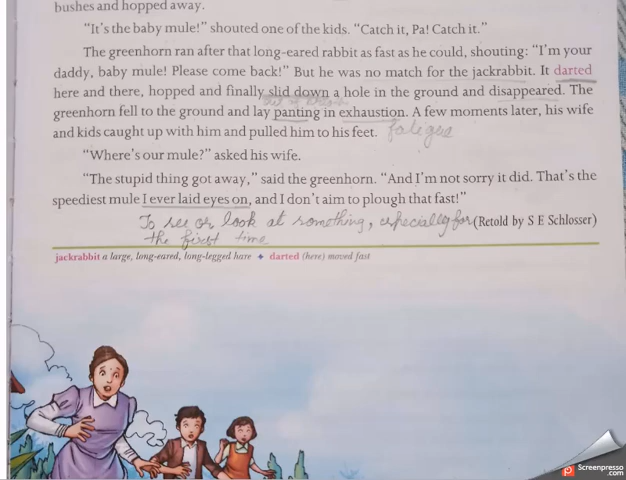 bushes and hopped away.
"It's the baby mule!" shouted one of the kids. "Catch it, Pa! Catch it."
The greenhorn ran after that long-eared rabbit as fast as he could, shouting: "I'm your
daddy, baby mule! Please come back!" But he was no match for the jackrabbit. It darted
here and there, hopped and finally slid down a hole in the ground and disappeared. The
out of breath
greenhorn fell to the ground and lay panting in exhaustion. A few moments later, his wife
and kids caught up with him and pulled him to his feet. fatigue
"Where's our mule?" asked his wife.
"The stupid thing got away," said the greenhorn. "And I'm not sorry it did. That's the
speediest mule I ever laid eyes on, and I don't aim to plough that fast!"
To see or look at something, especially for (Retold by S E Schlosser)
the first time
jackrabbit a large, long-eared, long-legged hare ✦ darted (here) moved fast
Screenpresso
.com